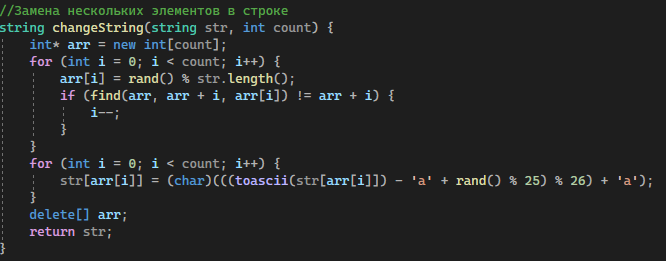 //Замена нескольких элементов в строке
string changeString(string str, int count) {
    int* arr = new int[count];
    for (int i = 0; i < count; i++) {
        arr[i] = rand() % str.length();
        if (find(arr, arr + i, arr[i]) != arr + i) {
            i--;
        }
    }
    for (int i = 0; i < count; i++) {
        str[arr[i]] = (char)(((toascii(str[arr[i]]) - 'a' + rand() % 25) % 26) + 'a');
    }
    delete[] arr;
    return str;
}